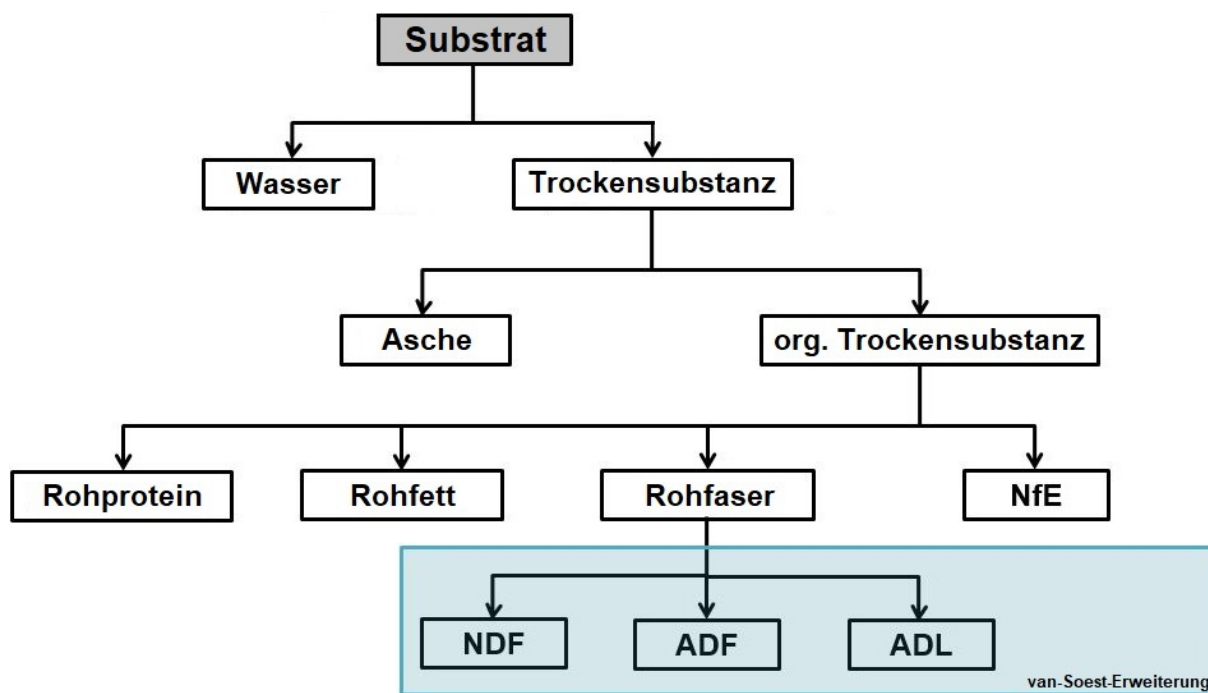 Substrat
Wasser
Trockensubstanz
Asche
org. Trockensubstanz
Rohprotein
Rohfett
Rohfaser
NfE
NDF
ADF
ADL
van-Soest-Erweiterung